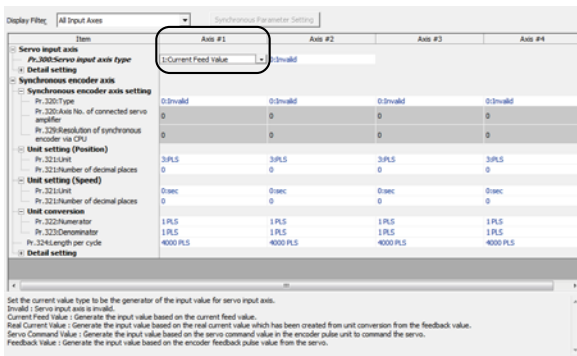 Display Filter All Input Axes Synchronous Parameter Setting
Item Axis #1 Axis #2 Axis #3 Axis #4
Servo input axis
Pr.300:Servo input axis type 1:Current Feed Value 0:Invalid
Detail setting
Synchronous encoder axis
Synchronous encoder axis setting
Pr.320:Type 0:Invalid 0:Invalid 0:Invalid 0:Invalid
Pr.320:Axis No. of connected servo amplifier 0 0 0 0
Pr.329:Resolution of synchronous encoder via CPU 0 0 0 0
Unit setting (Position)
Pr.321:Unit 3:PLS 3:PLS 3:PLS 3:PLS
Pr.321:Number of decimal places 0 0 0 0
Unit setting (Speed)
Pr.321:Unit 0:sec 0:sec 0:sec 0:sec
Pr.321:Number of decimal places 0 0 0 0
Unit conversion
Pr.322:Numerator 1 PLS 1 PLS 1 PLS 1 PLS
Pr.323:Denominator 1 PLS 1 PLS 1 PLS 1 PLS
Pr.324:Length per cycle 4000 PLS 4000 PLS 4000 PLS 4000 PLS
Detail setting
Set the current value type to be the generator of the input value for servo input axis.
Invalid : Servo input axis is invalid.
Current Feed Value : Generate the input value based on the current feed value.
Real Current Value : Generate the input value based on the real current value which has been created from unit conversion from the feedback value.
Servo Command Value : Generate the input value based on the servo command value in the encoder pulse unit to command the servo.
Feedback Value : Generate the input value based on the encoder feedback pulse value from the servo.